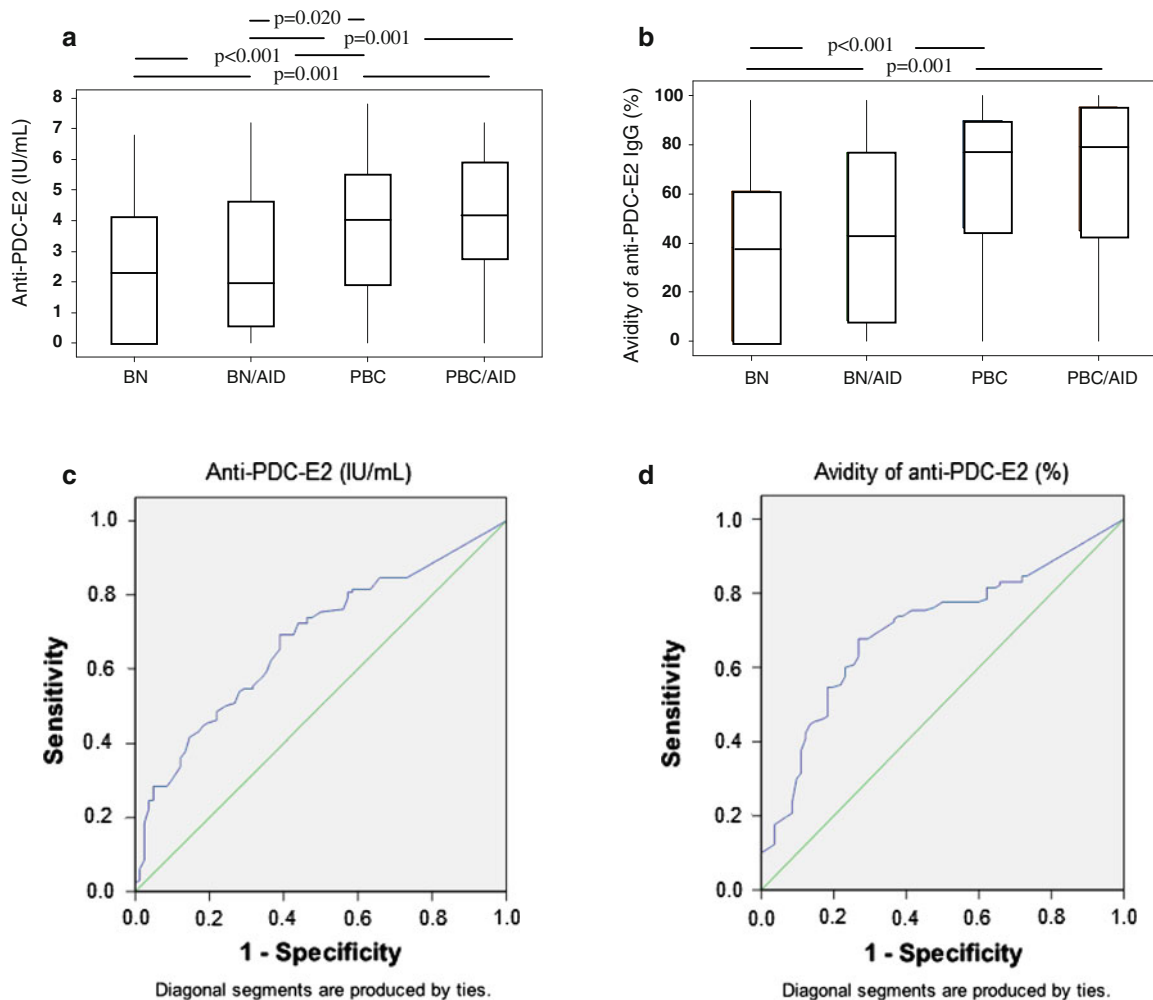 a
p=0.020
p=0.001
p<0.001
p=0.001
Anti-PDC-E2 (IU/mL)
8
7
6
5
4
3
2
1
0
BN BN/AID PBC PBC/AID
b
p<0.001
p=0.001
Avidity of anti-PDC-E2 IgG (%)
100
80
60
40
20
0
BN BN/AID PBC PBC/AID
c
Anti-PDC-E2 (IU/mL)
Sensitivity
1.0
0.8
0.6
0.4
0.2
0.0
0.0 0.2 0.4 0.6 0.8 1.0
1 - Specificity
Diagonal segments are produced by ties.
d
Avidity of anti-PDC-E2 (%)
Sensitivity
1.0
0.8
0.6
0.4
0.2
0.0
0.0 0.2 0.4 0.6 0.8 1.0
1 - Specificity
Diagonal segments are produced by ties.